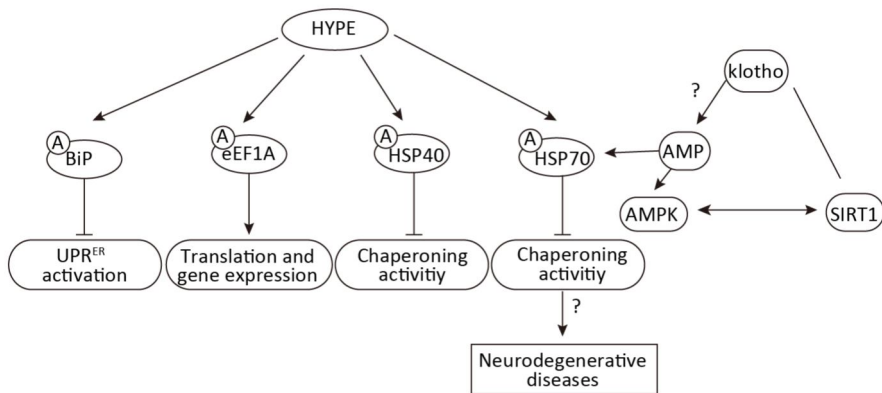 HYPE
klotho
?
A
BiP
A
eEF1A
A
HSP40
A
HSP70
AMP
AMPK
SIRT1
UPRᴱᴿ
activation
Translation and
gene expression
Chaperoning
activitiy
Chaperoning
activitiy
?
Neurodegenerative
diseases